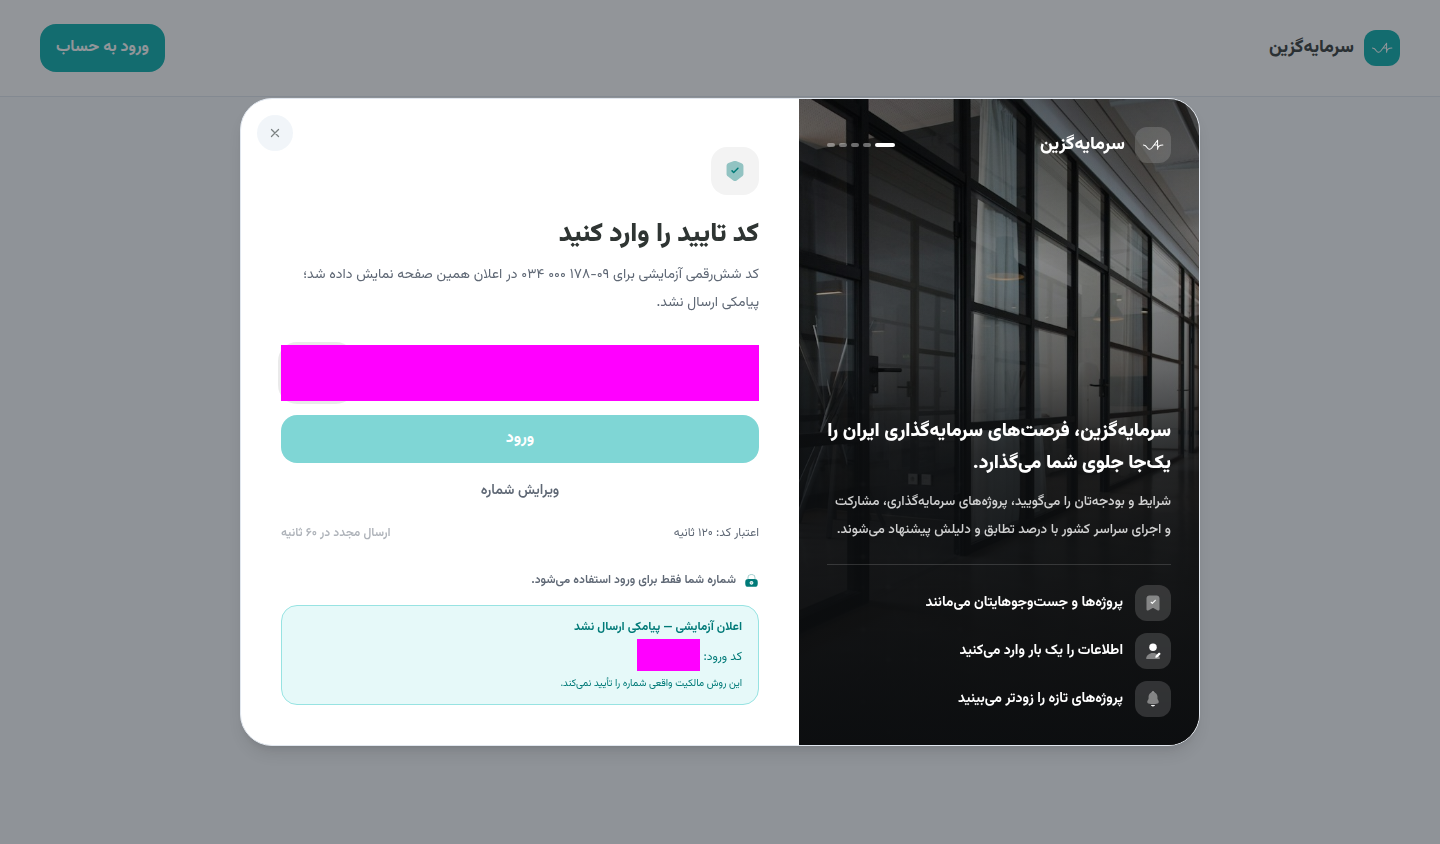 سرمایه‌گزین
ورود به حساب
سرمایه‌گزین
سرمایه‌گزین، فرصت‌های سرمایه‌گذاری ایران را
یک‌جا جلوی شما می‌گذارد.
شرایط و بودجه‌تان را می‌گویید، پروژه‌های سرمایه‌گذاری، مشارکت
و اجرای سراسر کشور با درصد تطابق و دلیلش پیشنهاد می‌شوند.
پروژه‌ها و جست‌وجوهایتان می‌مانند
اطلاعات را یک بار وارد می‌کنید
پروژه‌های تازه را زودتر می‌بینید
کد تایید را وارد کنید
کد شش‌رقمی آزمایشی برای ۰۹-۱۷۸ ۰۰۰ ۰۳۴ در اعلان همین صفحه نمایش داده شد؛
پیامکی ارسال نشد.
ورود
ویرایش شماره
اعتبار کد: ۱۲۰ ثانیه
ارسال مجدد در ۶۰ ثانیه
شماره شما فقط برای ورود استفاده می‌شود.
اعلان آزمایشی — پیامکی ارسال نشد
کد ورود:
این روش مالکیت واقعی شماره را تأیید نمی‌کند.